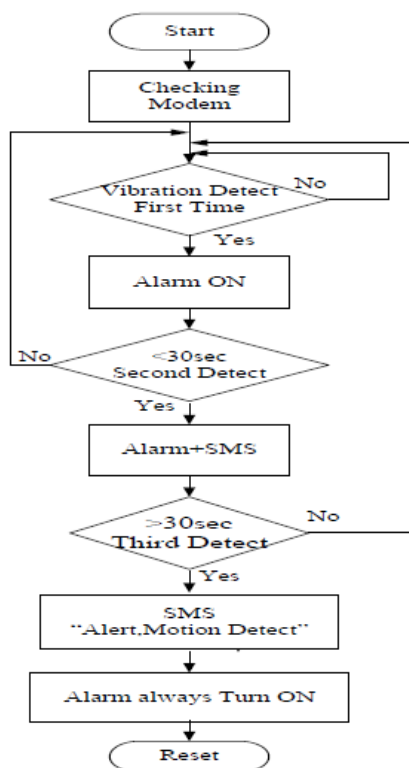 Start
Checking
Modem
Vibration Detect
First Time
No
Yes
Alarm ON
<30sec
Second Detect
No
Yes
Alarm+SMS
>30sec
Third Detect
No
Yes
SMS
“Alert,Motion Detect”
Alarm always Turn ON
Reset